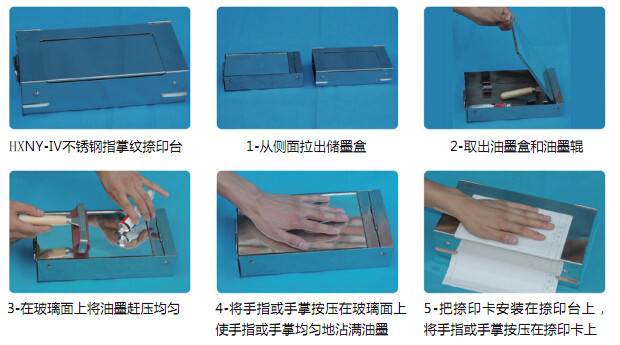 HXNY-IV不锈钢指掌纹捺印台
1-从侧面拉出储墨盒
2-取出油墨盒和油墨辊
3-在玻璃面上将油墨赶压均匀
4-将手指或手掌按压在玻璃面上
使手指或手掌均匀地沾满油墨
5-把捺印卡安装在捺印台上，
将手指或手掌按压在捺印卡上